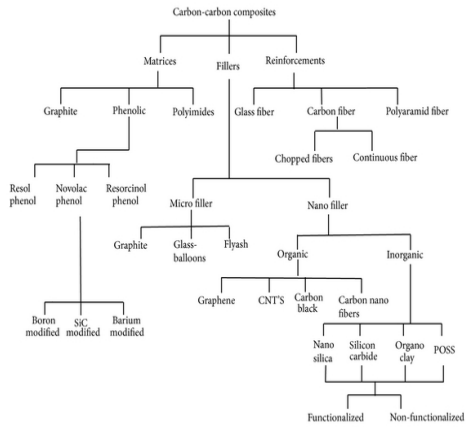 Carbon-carbon composites
Matrices
Fillers
Reinforcements
Graphite
Phenolic
Polyimides
Glass fiber
Carbon fiber
Polyaramid fiber
Chopped fibers
Continuous fiber
Resol
phenol
Novolac
phenol
Resorcinol
phenol
Micro filler
Nano filler
Graphite
Glass-
balloons
Flyash
Organic
Inorganic
Graphene
CNT'S
Carbon
black
Carbon nano
fibers
Boron
modified
SiC
modified
Barium
modified
Nano
silica
Silicon
carbide
Organo
clay
POSS
Functionalized
Non-functionalized